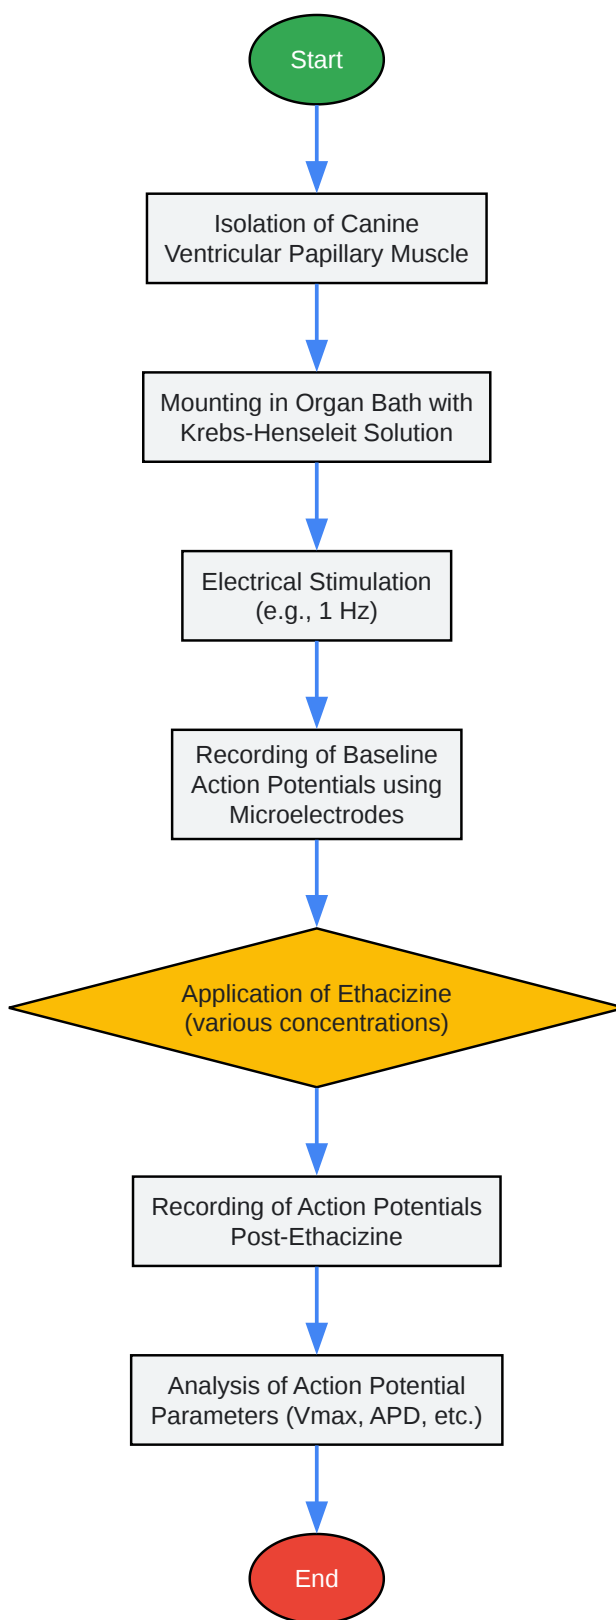 Start
Isolation of Canine
Ventricular Papillary Muscle
Mounting in Organ Bath with
Krebs-Henseleit Solution
Electrical Stimulation
(e.g., 1 Hz)
Recording of Baseline
Action Potentials using
Microelectrodes
Application of Ethacizine
(various concentrations)
Recording of Action Potentials
Post-Ethacizine
Analysis of Action Potential
Parameters (Vmax, APD, etc.)
End